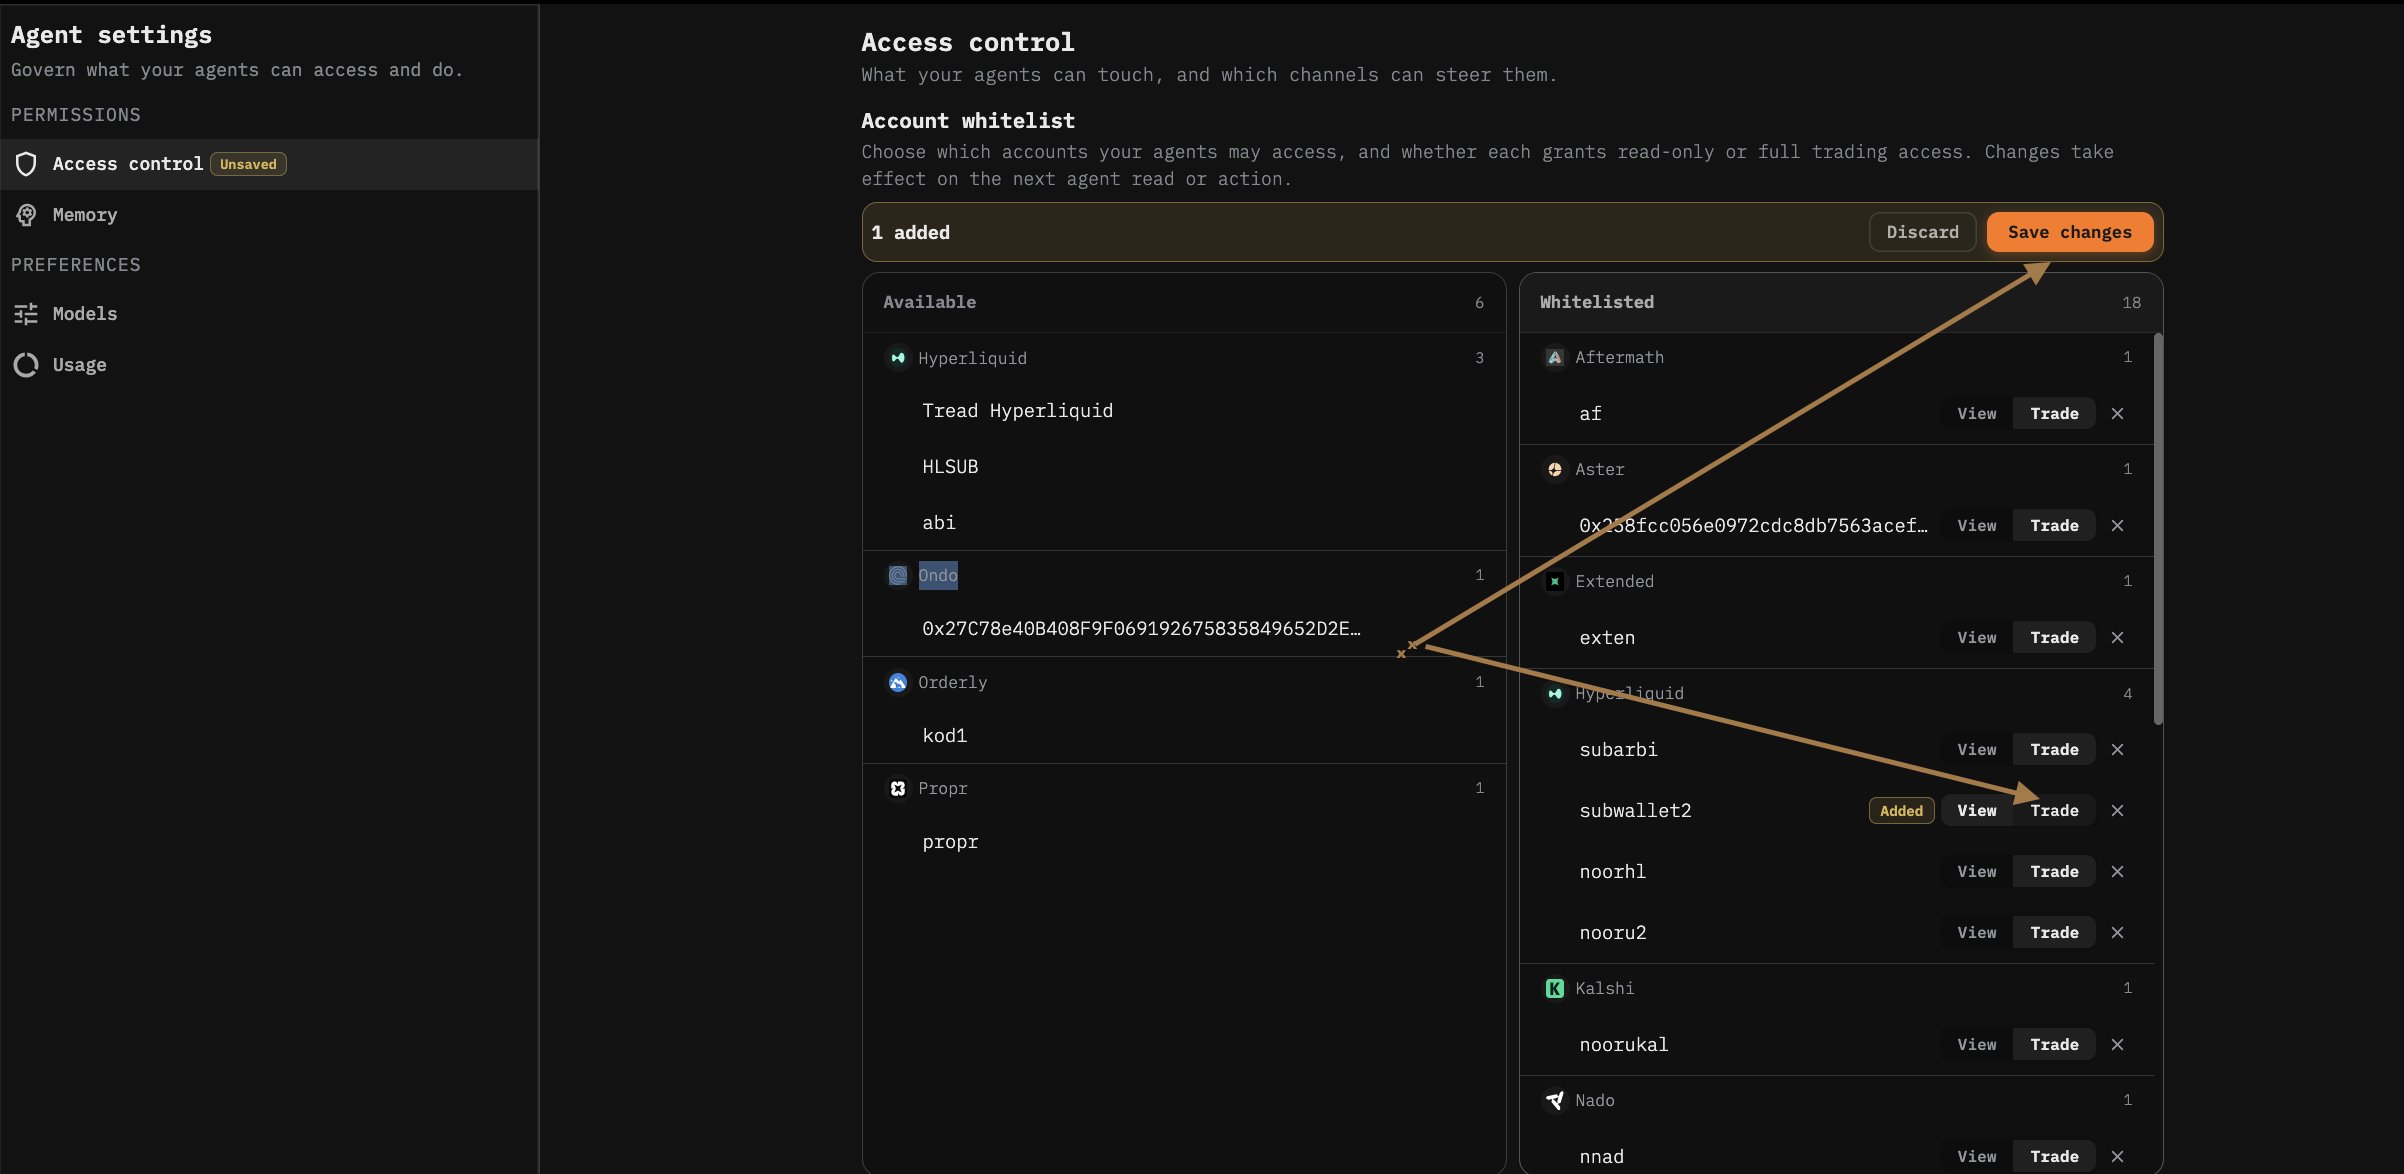 Agent settings
Govern what your agents can access and do.
PERMISSIONS
Access control Unsaved
Memory
PREFERENCES
Models
Usage
Access control
What your agents can touch, and which channels can steer them.
Account whitelist
Choose which accounts your agents may access, and whether each grants read-only or full trading access. Changes take
effect on the next agent read or action.
1 added Discard Save changes
Available 6
Hyperliquid 3
Tread Hyperliquid
HLSUB
abi
Ondo 1
0x27C78e40B408F9F069192675835849652D2E…
Orderly 1
kod1
Propr 1
propr
Whitelisted 18
Aftermath 1
af View Trade ×
Aster 1
0x238fcc056e0972cdc8db7563acef… View Trade ×
Extended 1
exten View Trade ×
Hyperliquid 4
subarbi View Trade ×
subwallet2 Added View Trade ×
noorhl View Trade ×
nooru2 View Trade ×
Kalshi 1
noorukal View Trade ×
Nado 1
nnad View Trade ×